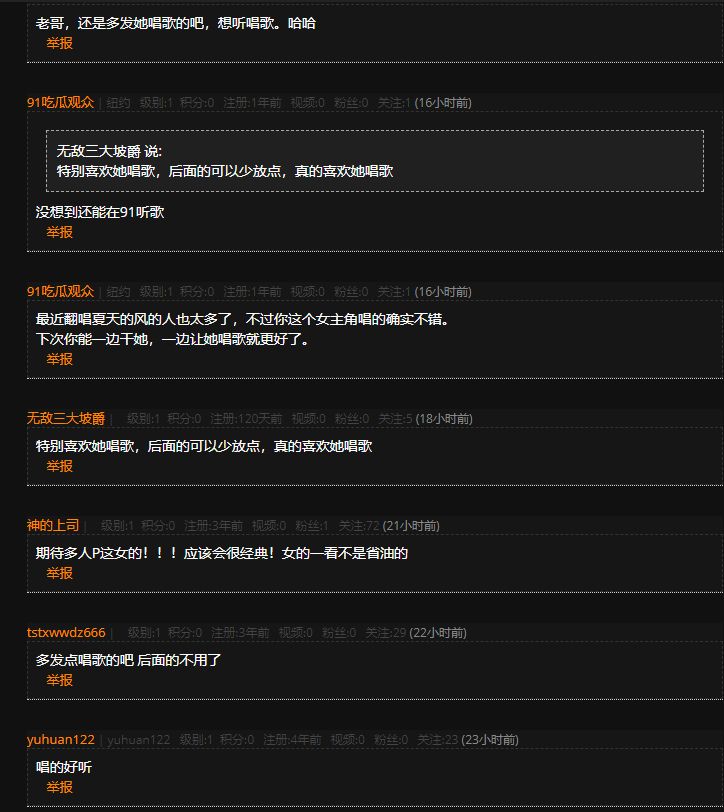 老哥，还是多发她唱歌的吧，想听唱歌。哈哈
举报
91吃瓜观众 | 纽约 级别:1 积分:0 注册:1年前 视频:0 粉丝:0 关注:1 (16小时前)
无敌三大坡爵 说:
特别喜欢她唱歌，后面的可以少放点，真的喜欢她唱歌
没想到还能在91听歌
举报
91吃瓜观众 | 纽约 级别:1 积分:0 注册:1年前 视频:0 粉丝:0 关注:1 (16小时前)
最近翻唱夏天的风的人也太多了，不过你这个女主角唱的确实不错。
下次你能一边干她，一边让她唱歌就更好了。
举报
无敌三大坡爵 | 级别:1 积分:0 注册:120天前 视频:0 粉丝:0 关注:5 (18小时前)
特别喜欢她唱歌，后面的可以少放点，真的喜欢她唱歌
举报
神的上司 | 级别:1 积分:0 注册:3年前 视频:0 粉丝:1 关注:72 (21小时前)
期待多人P这女的！！！应该会很经典！女的一看不是省油的
举报
tstxwwdz666 | 级别:1 积分:0 注册:3年前 视频:0 粉丝:0 关注:29 (22小时前)
多发点唱歌的吧 后面的不用了
举报
yuhuan122 | yuhuan122 级别:1 积分:0 注册:4年前 视频:0 粉丝:0 关注:23 (23小时前)
唱的好听
举报